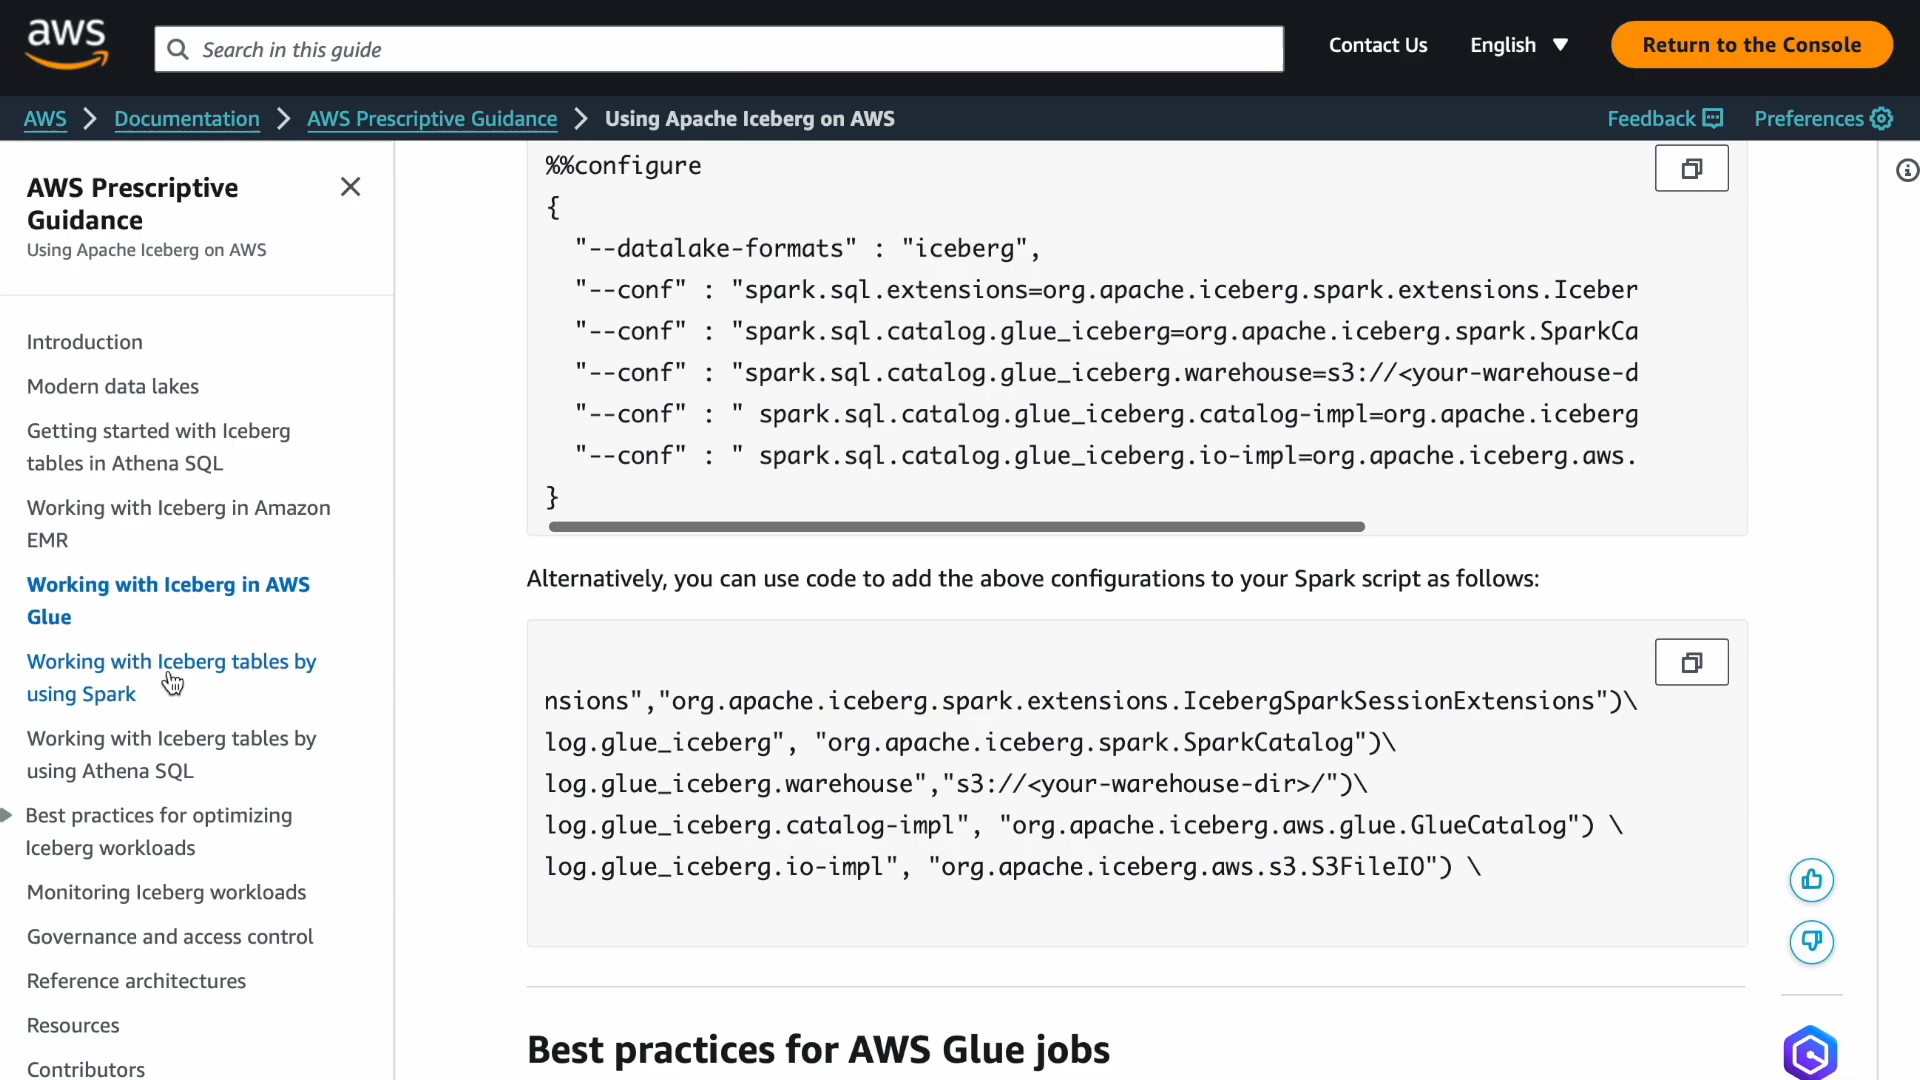 aws
Search in this guide
Contact Us
English
Return to the Console
AWS
Documentation
AWS Prescriptive Guidance
Using Apache Iceberg on AWS
Feedback
Preferences
AWS Prescriptive
Guidance
Using Apache Iceberg on AWS
Introduction
Modern data lakes
Getting started with Iceberg
tables in Athena SQL
Working with Iceberg in Amazon
EMR
Working with Iceberg in AWS
Glue
Working with Iceberg tables by
using Spark
Working with Iceberg tables by
using Athena SQL
Best practices for optimizing
Iceberg workloads
Monitoring Iceberg workloads
Governance and access control
Reference architectures
Resources
Contributors
%%configure
{
"--datalake-formats" : "iceberg",
"--conf" : "spark.sql.extensions=org.apache.iceberg.spark.extensions.Iceber
"--conf" : "spark.sql.catalog.glue_iceberg=org.apache.iceberg.spark.SparkCa
"--conf" : "spark.sql.catalog.glue_iceberg.warehouse=s3://<your-warehouse-d
"--conf" : " spark.sql.catalog.glue_iceberg.catalog-impl=org.apache.iceberg
"--conf" : " spark.sql.catalog.glue_iceberg.io-impl=org.apache.iceberg.aws.
}
Alternatively, you can use code to add the above configurations to your Spark script as follows:
nsions","org.apache.iceberg.spark.extensions.IcebergSparkSessionExtensions")\
log.glue_iceberg", "org.apache.iceberg.spark.SparkCatalog")\
log.glue_iceberg.warehouse","s3://<your-warehouse-dir>/")\
log.glue_iceberg.catalog-impl", "org.apache.iceberg.aws.glue.GlueCatalog") \
log.glue_iceberg.io-impl", "org.apache.iceberg.aws.s3.S3FileIO") \
Best practices for AWS Glue jobs